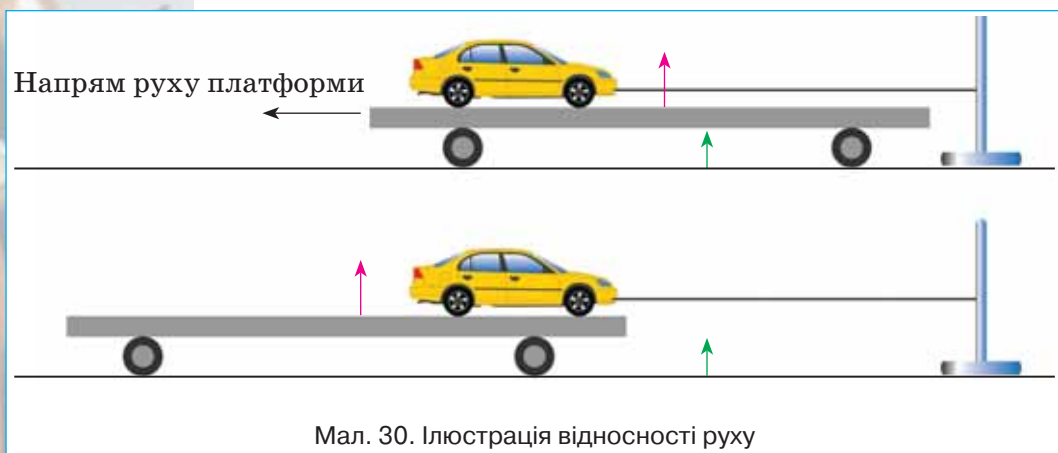 Напрям руху платформи
Мал. 30. Ілюстрація відносності руху